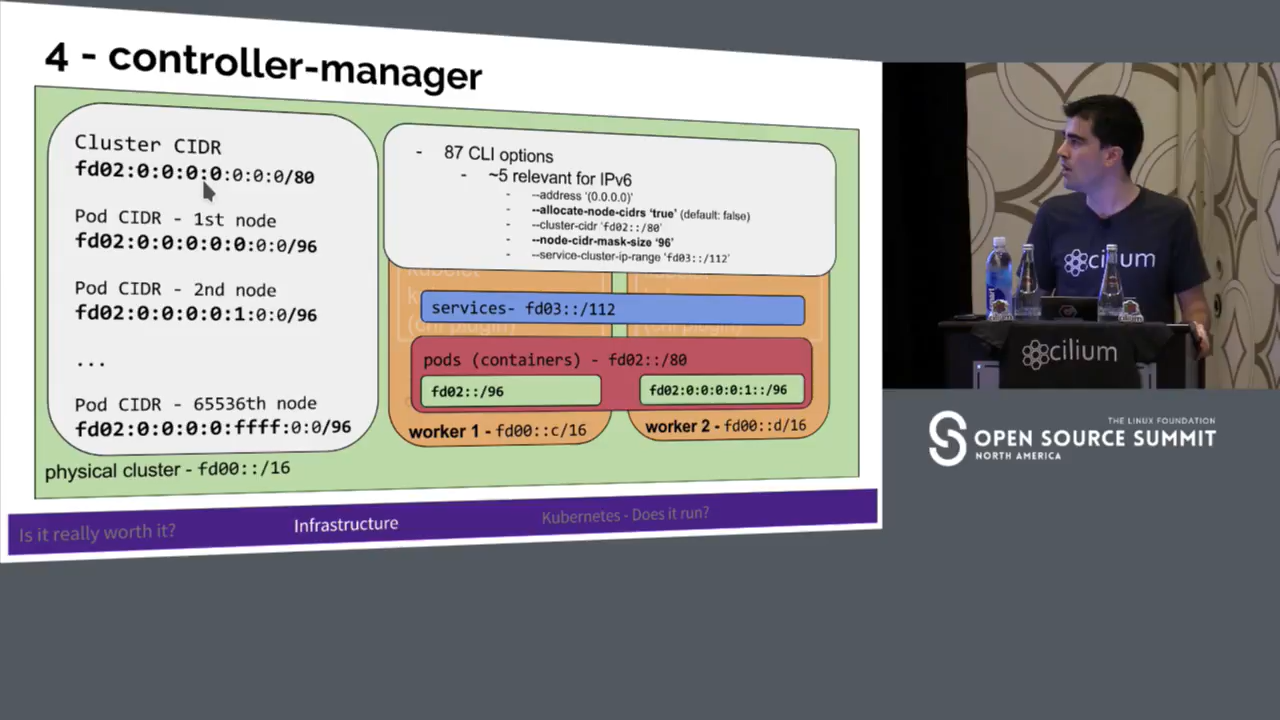 4 - controller-manager
Cluster CIDR
fd02:0:0:0:0:0:0:0/80
Pod CIDR - 1st node
fd02:0:0:0:0:0:0:0/96
Pod CIDR - 2nd node
fd02:0:0:0:0:1:0:0/96
...
Pod CIDR - 65536th node
fd02:0:0:0:0:ffff:0:0/96
physical cluster - fd00::/16
- 87 CLI options
- ~5 relevant for IPv6
- --address '(0.0.0.0)'
- --allocate-node-cidrs 'true' (default: false)
- --cluster-cidr 'fd02::/80'
- --node-cidr-mask-size '96'
- --service-cluster-ip-range 'fd03::/112'
kubelet
(cni plugin)
(cni plugin)
services- fd03::/112
pods (containers) - fd02::/80
fd02::/96
fd02:0:0:0:0:1::/96
worker 1 - fd00::c/16
worker 2 - fd00::d/16
Is it really worth it?
Infrastructure
Kubernetes - Does it run?
cilium
cilium
THE LINUX FOUNDATION
OPEN SOURCE SUMMIT
NORTH AMERICA